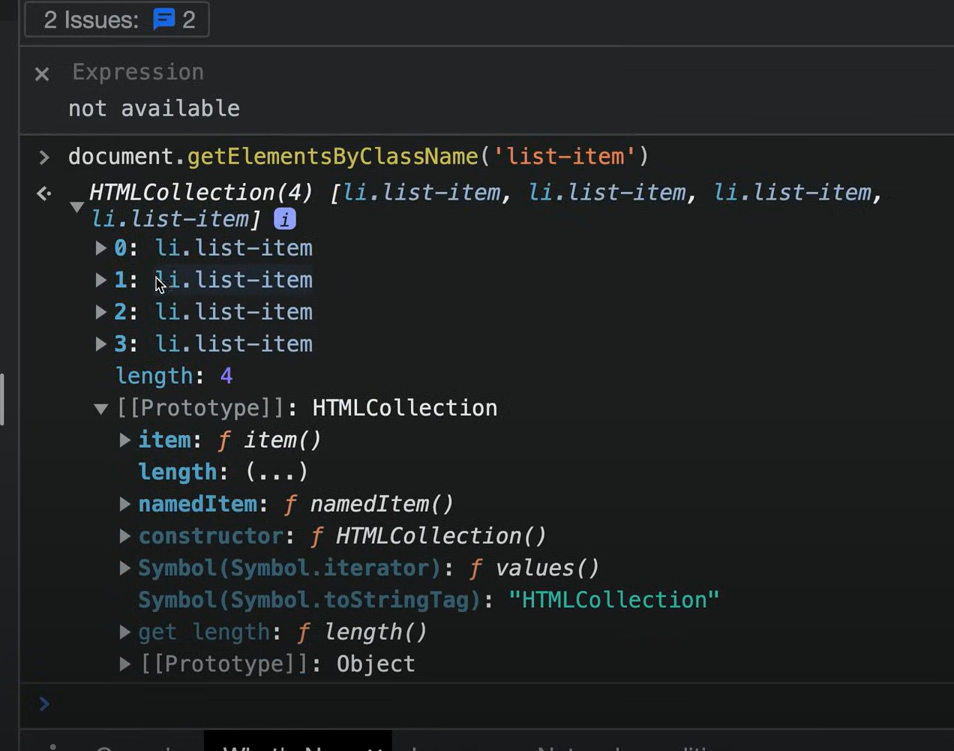 2 Issues: 2
× Expression
not available
> document.getElementsByClassName('list-item')
HTMLCollection(4) [li.list-item, li.list-item, li.list-item,
li.list-item] i
▶ 0: li.list-item
▶ 1: li.list-item
▶ 2: li.list-item
▶ 3: li.list-item
length: 4
▼ [[Prototype]]: HTMLCollection
▶ item: ƒ item()
length: (...)
▶ namedItem: ƒ namedItem()
▶ constructor: ƒ HTMLCollection()
▶ Symbol(Symbol.iterator): ƒ values()
Symbol(Symbol.toStringTag): "HTMLCollection"
▶ get length: ƒ length()
▶ [[Prototype]]: Object
>